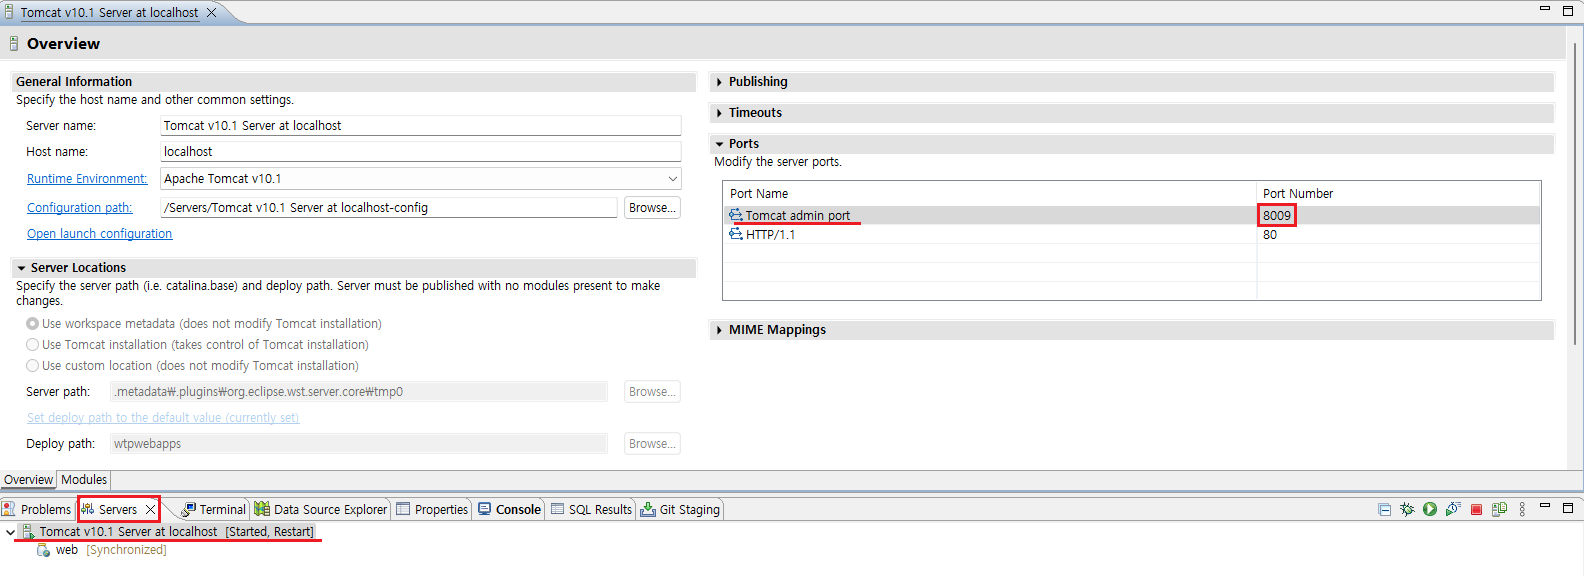 Tomcat v10.1 Server at localhost
Overview
General Information
Specify the host name and other common settings.
Server name: Tomcat v10.1 Server at localhost
Host name: localhost
Runtime Environment: Apache Tomcat v10.1
Configuration path: /Servers/Tomcat v10.1 Server at localhost-config Browse...
Open launch configuration
Server Locations
Specify the server path (i.e. catalina.base) and deploy path. Server must be published with no modules present to make
changes.
Use workspace metadata (does not modify Tomcat installation)
Use Tomcat installation (takes control of Tomcat installation)
Use custom location (does not modify Tomcat installation)
Server path: .metadata₩.plugins₩org.eclipse.wst.server.core₩tmp0 Browse...
Set deploy path to the default value (currently set)
Deploy path: wtpwebapps Browse...
Publishing
Timeouts
Ports
Modify the server ports.
Port Name Port Number
Tomcat admin port 8009
HTTP/1.1 80
MIME Mappings
Overview Modules
Problems Servers Terminal Data Source Explorer Properties Console SQL Results Git Staging
Tomcat v10.1 Server at localhost [Started, Restart]
web [Synchronized]